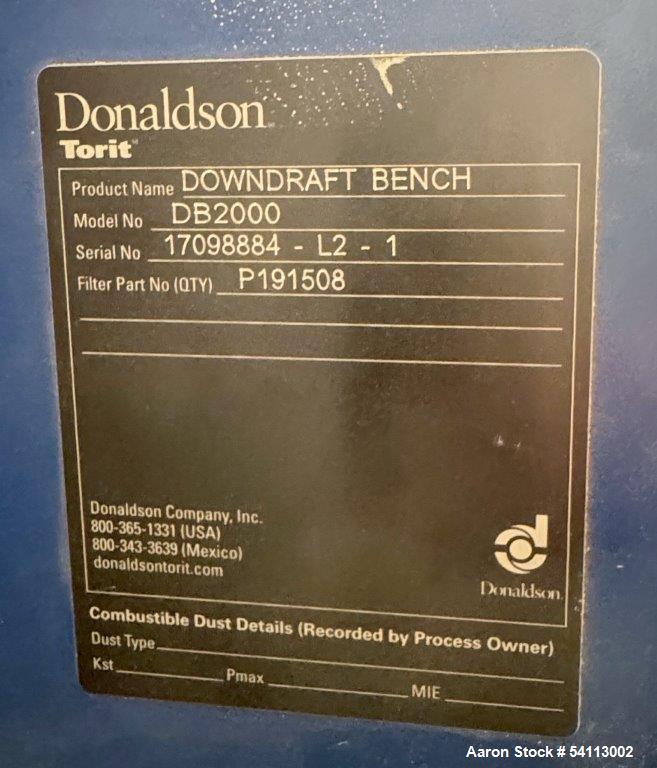 Donaldson
Torit
Product Name DOWNDRAFT BENCH
Model No DB2000
Serial No 17098884 - L2 - 1
Filter Part No (QTY) P191508
Donaldson Company, Inc.
800-365-1331 (USA)
800-343-3639 (Mexico)
donaldsontorit.com
Donaldson.
Combustible Dust Details (Recorded by Process Owner)
Dust Type
Kst Pmax MIE
Aaron Stock # 54113002